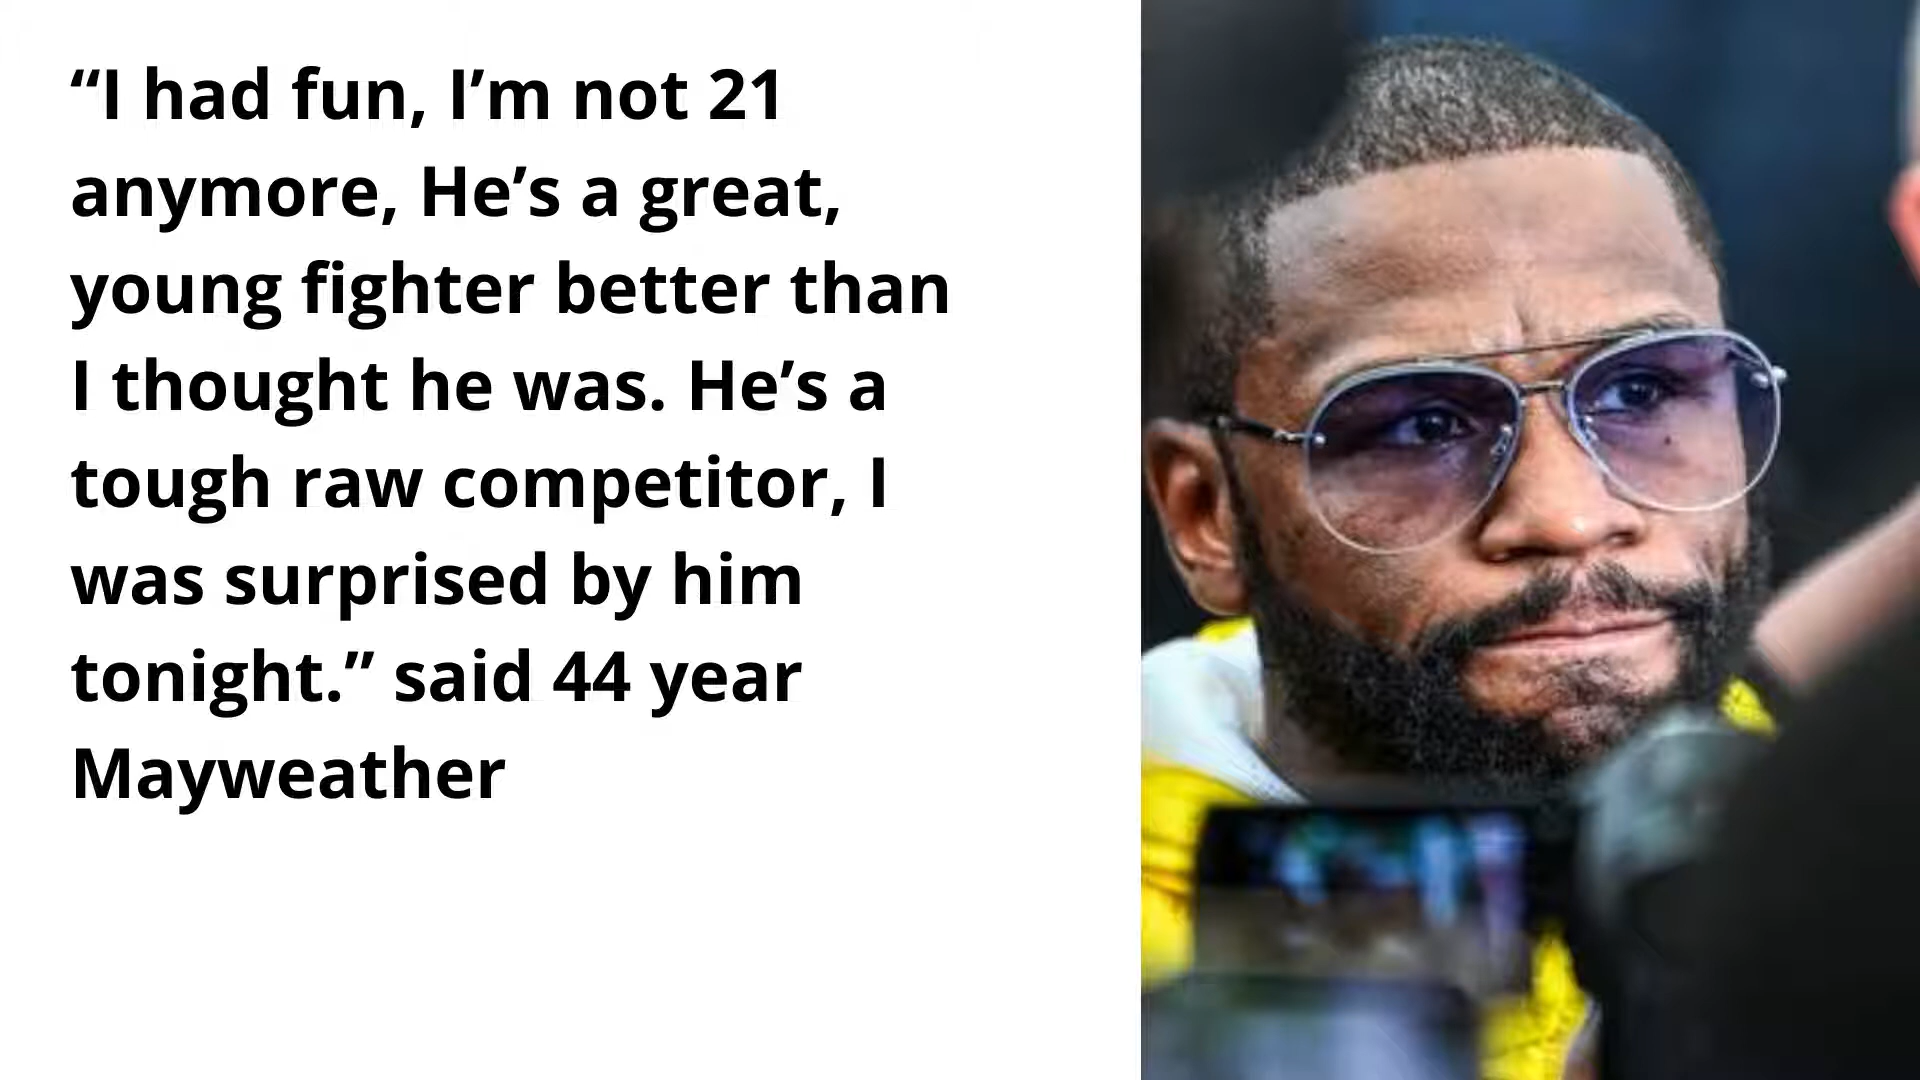 “I had fun, I’m not 21
anymore, He’s a great,
young fighter better than
I thought he was. He’s a
tough raw competitor, I
was surprised by him
tonight.” said 44 year
Mayweather